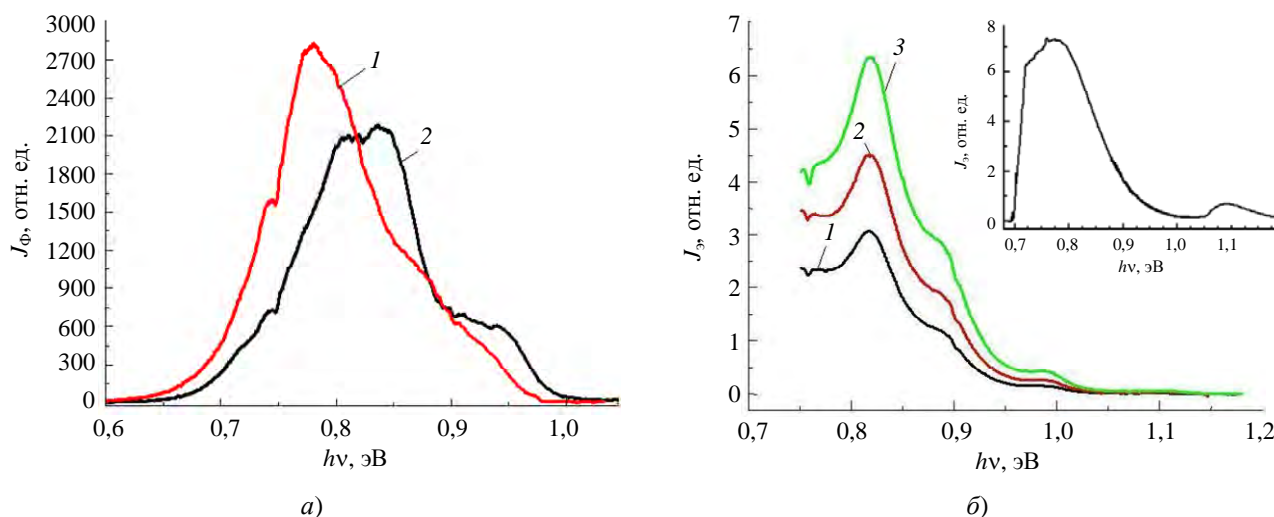 3000
2700
2400
2100
1800
1500
1200
900
600
300
0
J_Ф, отн. ед.
1
2
0,6 0,7 0,8 0,9 1,0
hν, эВ
а)
7
6
5
4
3
2
1
0
J_э, отн. ед.
3
2
1
0,7 0,8 0,9 1,0 1,1 1,2
hν, эВ
8
6
4
2
0
J_э, отн. ед.
0,7 0,8 0,9 1,0 1,1
hν, эВ
б)